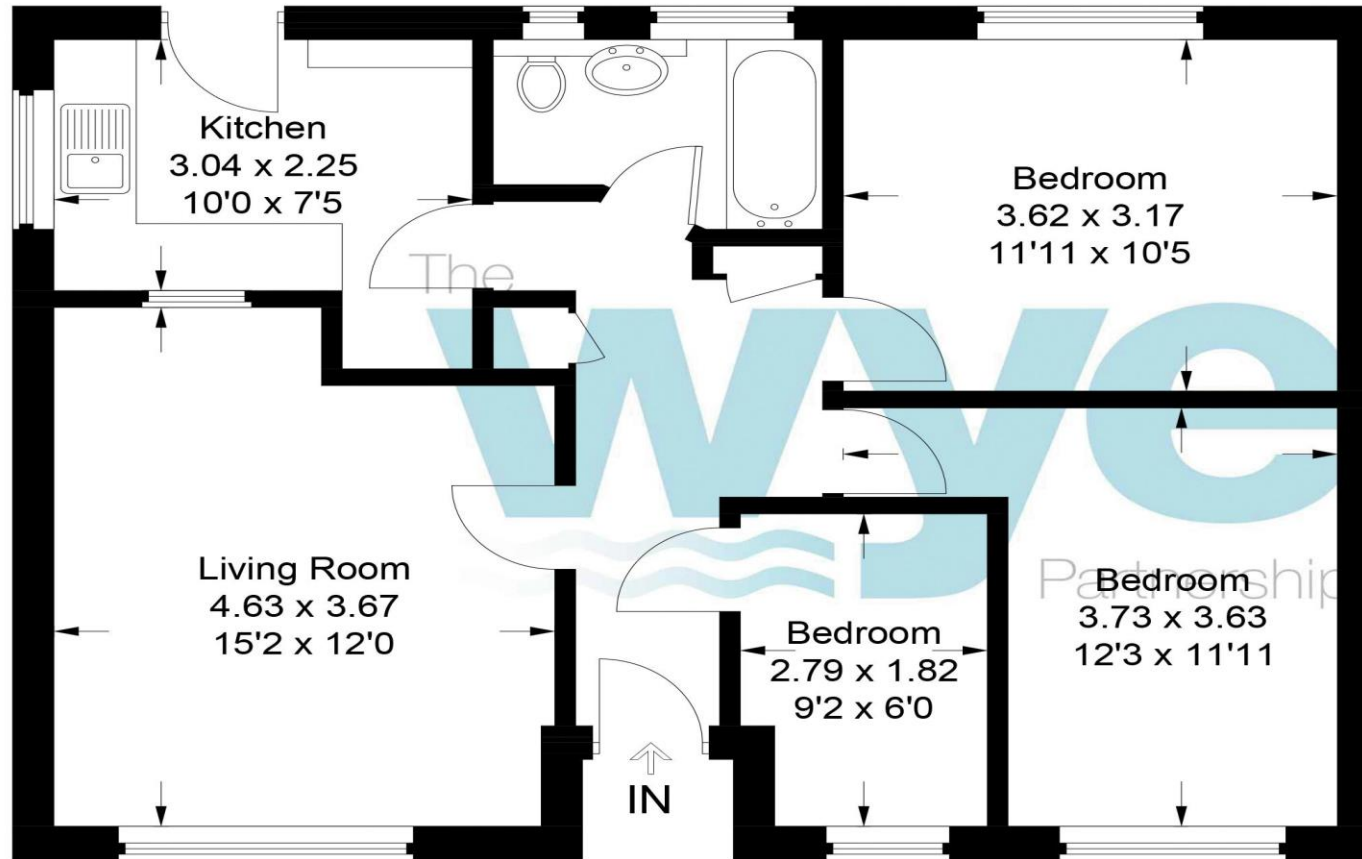 Kitchen
3.04 x 2.25
10'0 x 7'5
Bedroom
3.62 x 3.17
11'11 x 10'5
The
wye
Partnership
Living Room
4.63 x 3.67
15'2 x 12'0
Bedroom
2.79 x 1.82
9'2 x 6'0
Bedroom
3.73 x 3.63
12'3 x 11'11
IN